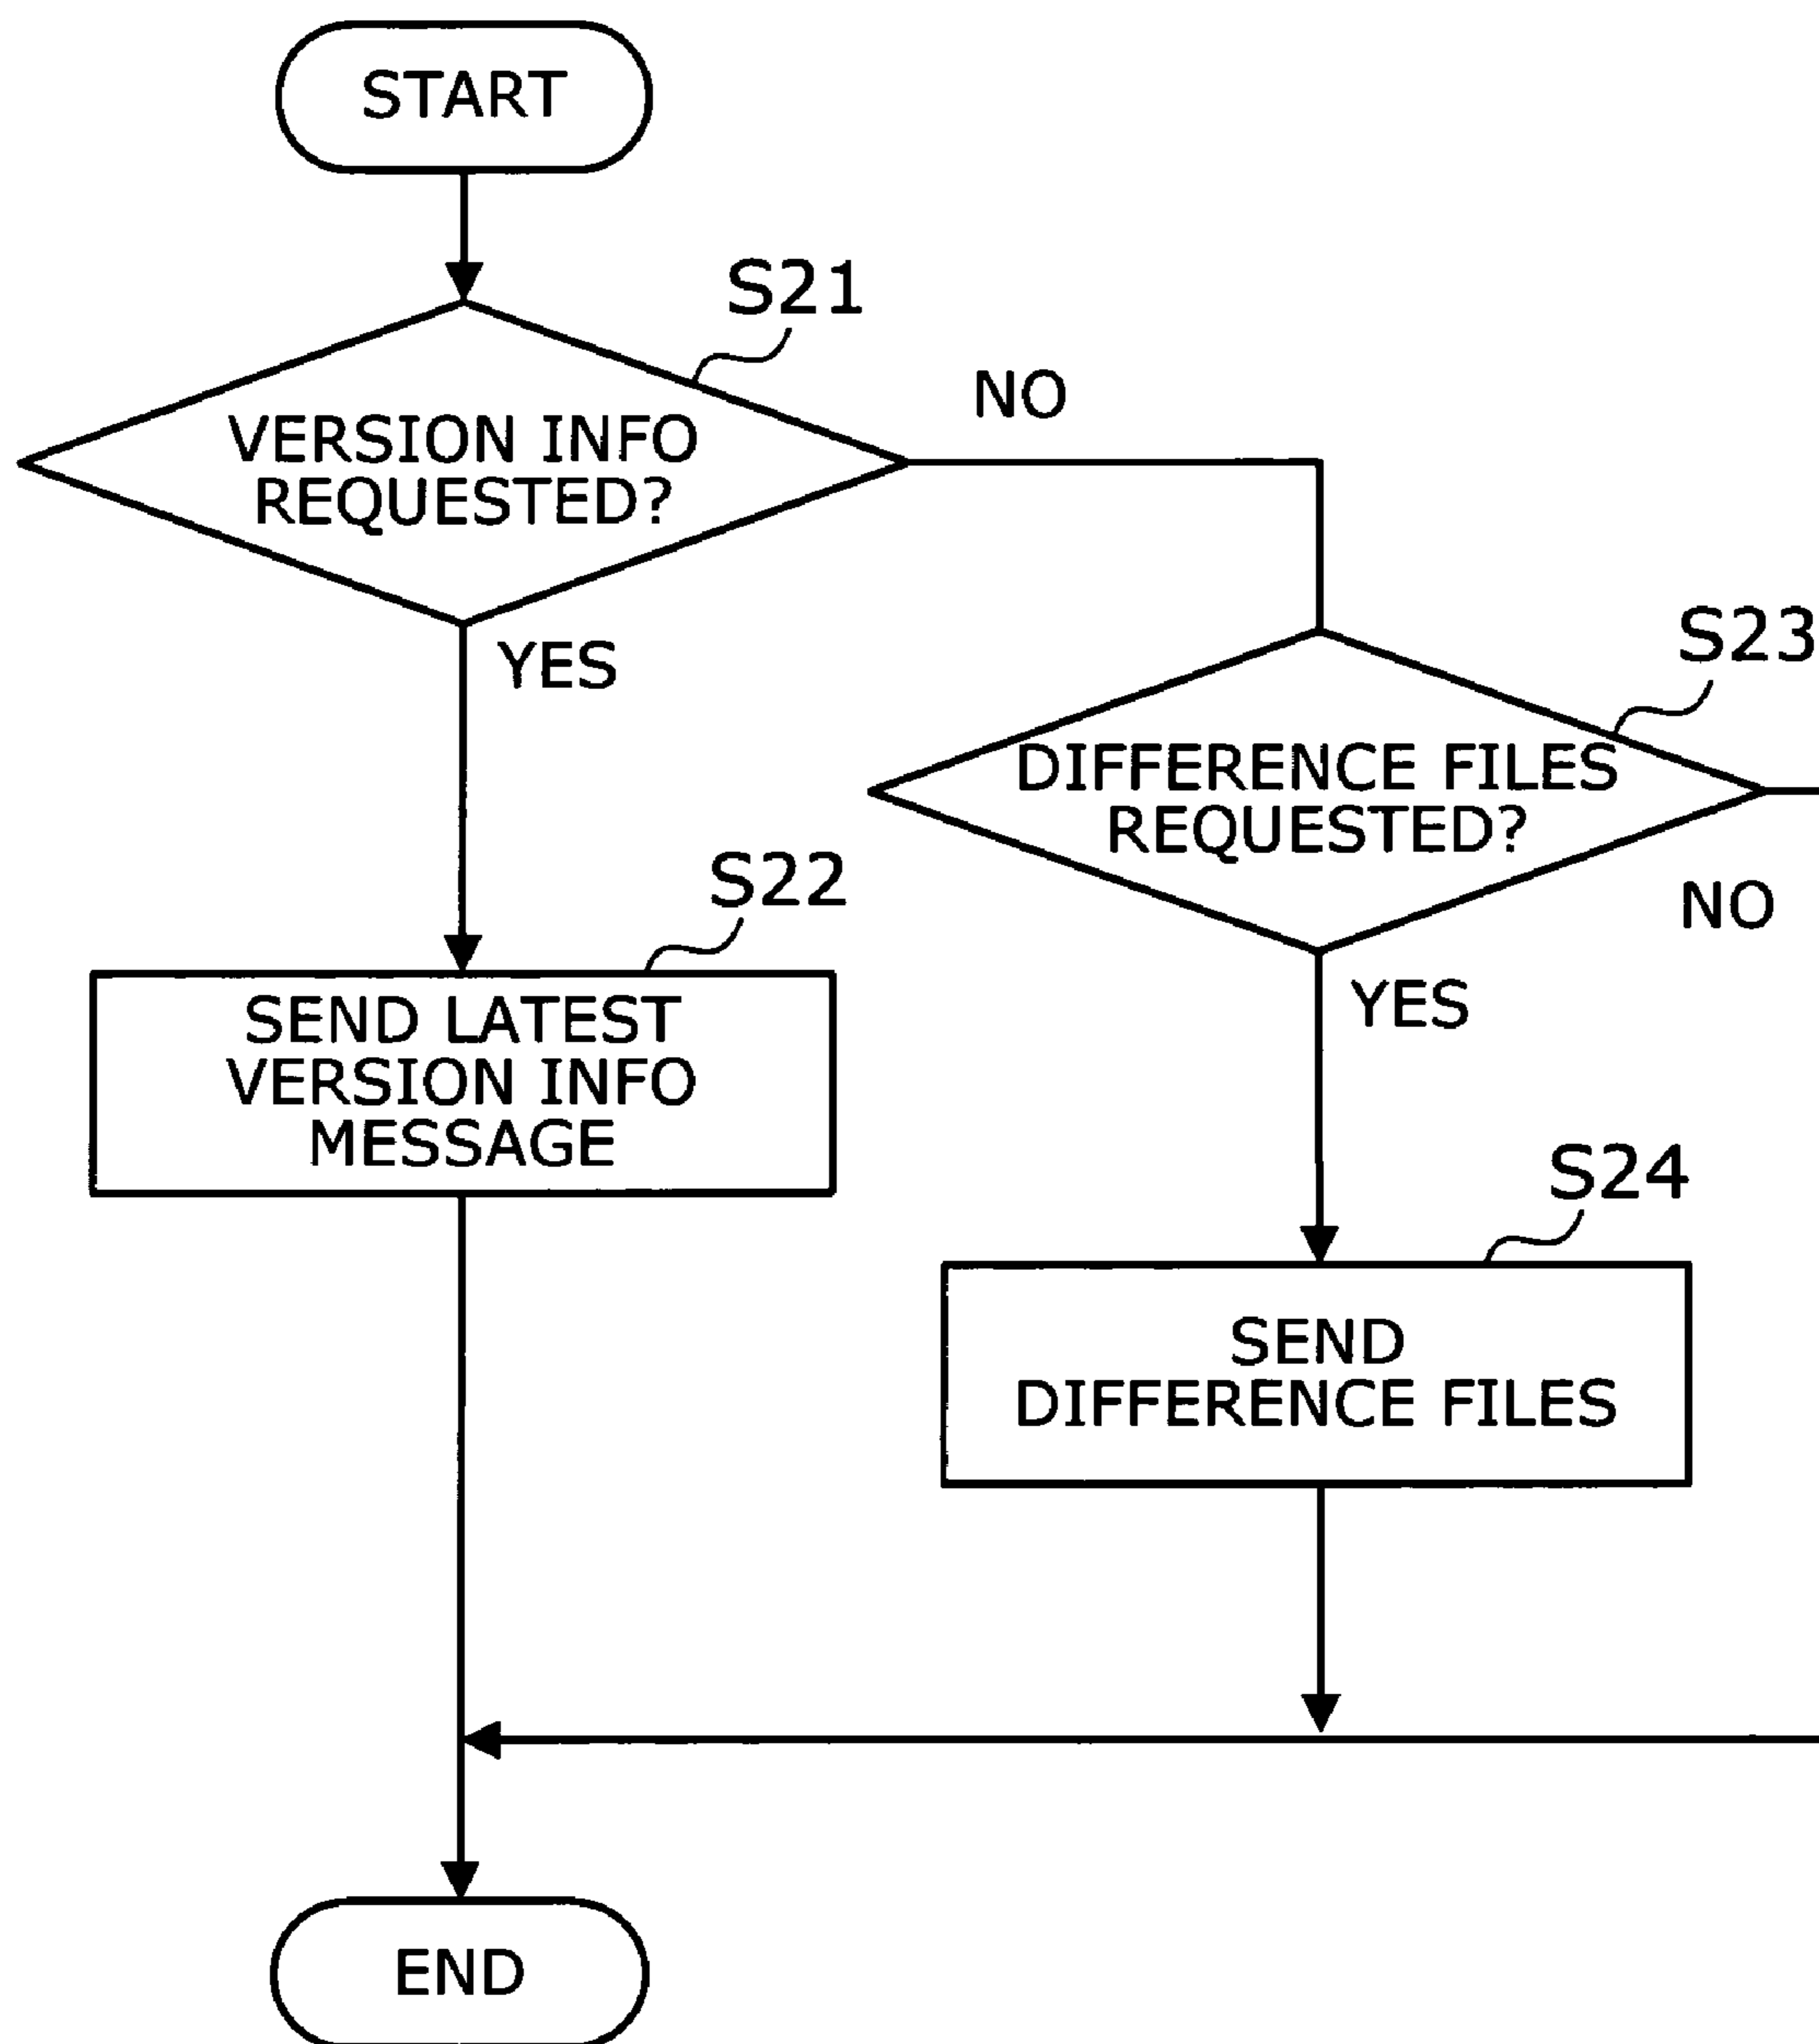 START
S21
VERSION INFO
REQUESTED?
NO
YES
S23
DIFFERENCE FILES
REQUESTED?
NO
YES
S22
SEND LATEST
VERSION INFO
MESSAGE
S24
SEND
DIFFERENCE FILES
END